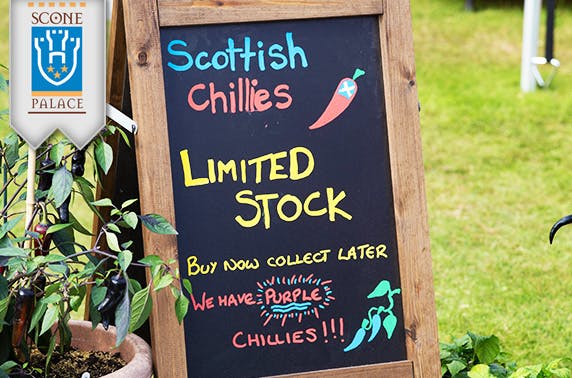 SCONE
PALACE
Scottish
Chillies
LIMITED
STOCK
BUY NOW COLLECT LATER
WE HAVE PURPLE
CHILLIES!!!